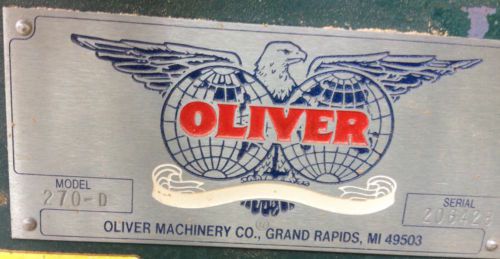 OLIVER
MODEL
270-D
SERIAL
OLIVER MACHINERY CO., GRAND RAPIDS, MI 49503